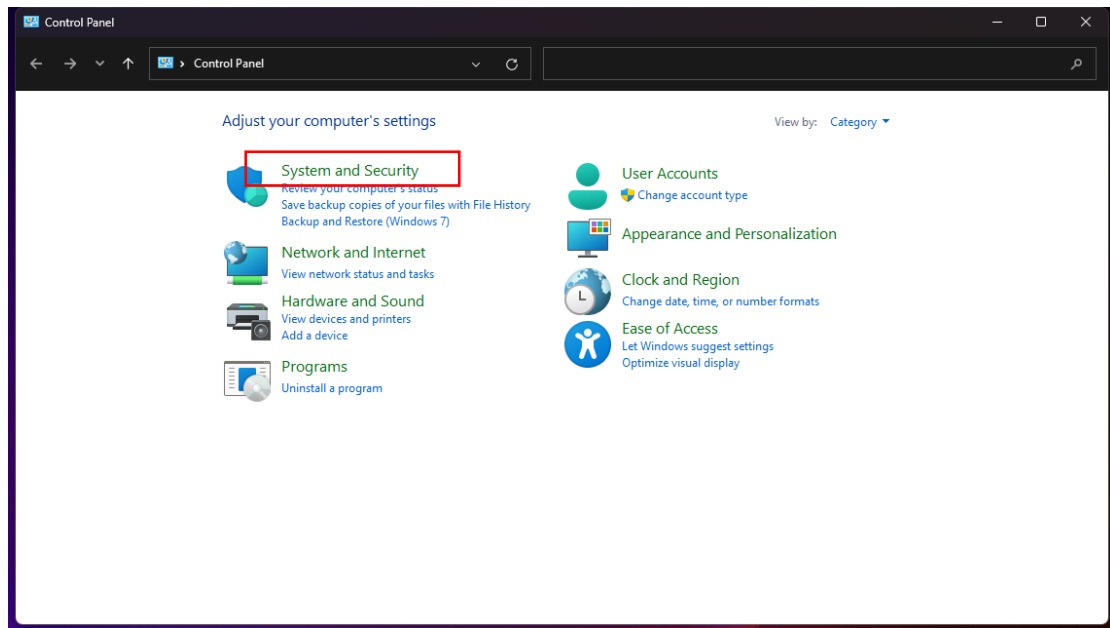 Control Panel
Control Panel
Adjust your computer's settings
View by: Category
System and Security
Review your computer's status
Save backup copies of your files with File History
Backup and Restore (Windows 7)
Network and Internet
View network status and tasks
Hardware and Sound
View devices and printers
Add a device
Programs
Uninstall a program
User Accounts
Change account type
Appearance and Personalization
Clock and Region
Change date, time, or number formats
Ease of Access
Let Windows suggest settings
Optimize visual display